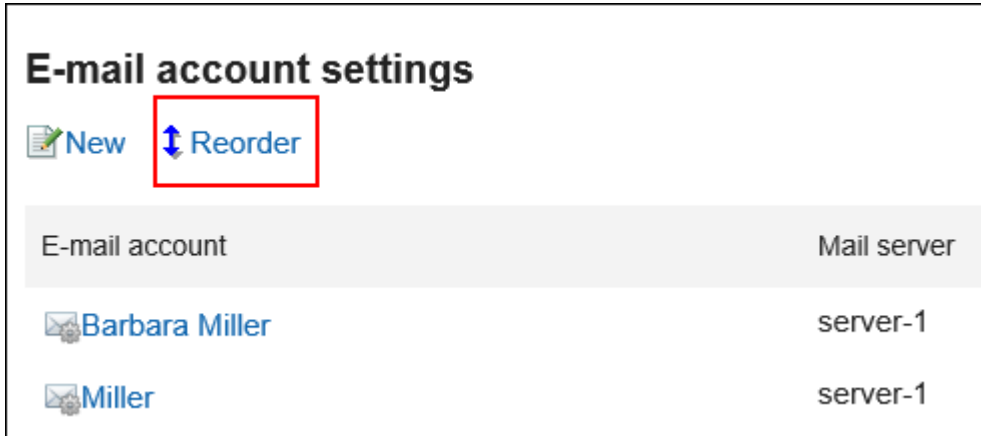 E-mail account settings
New Reorder
E-mail account Mail server
Barbara Miller server-1
Miller server-1